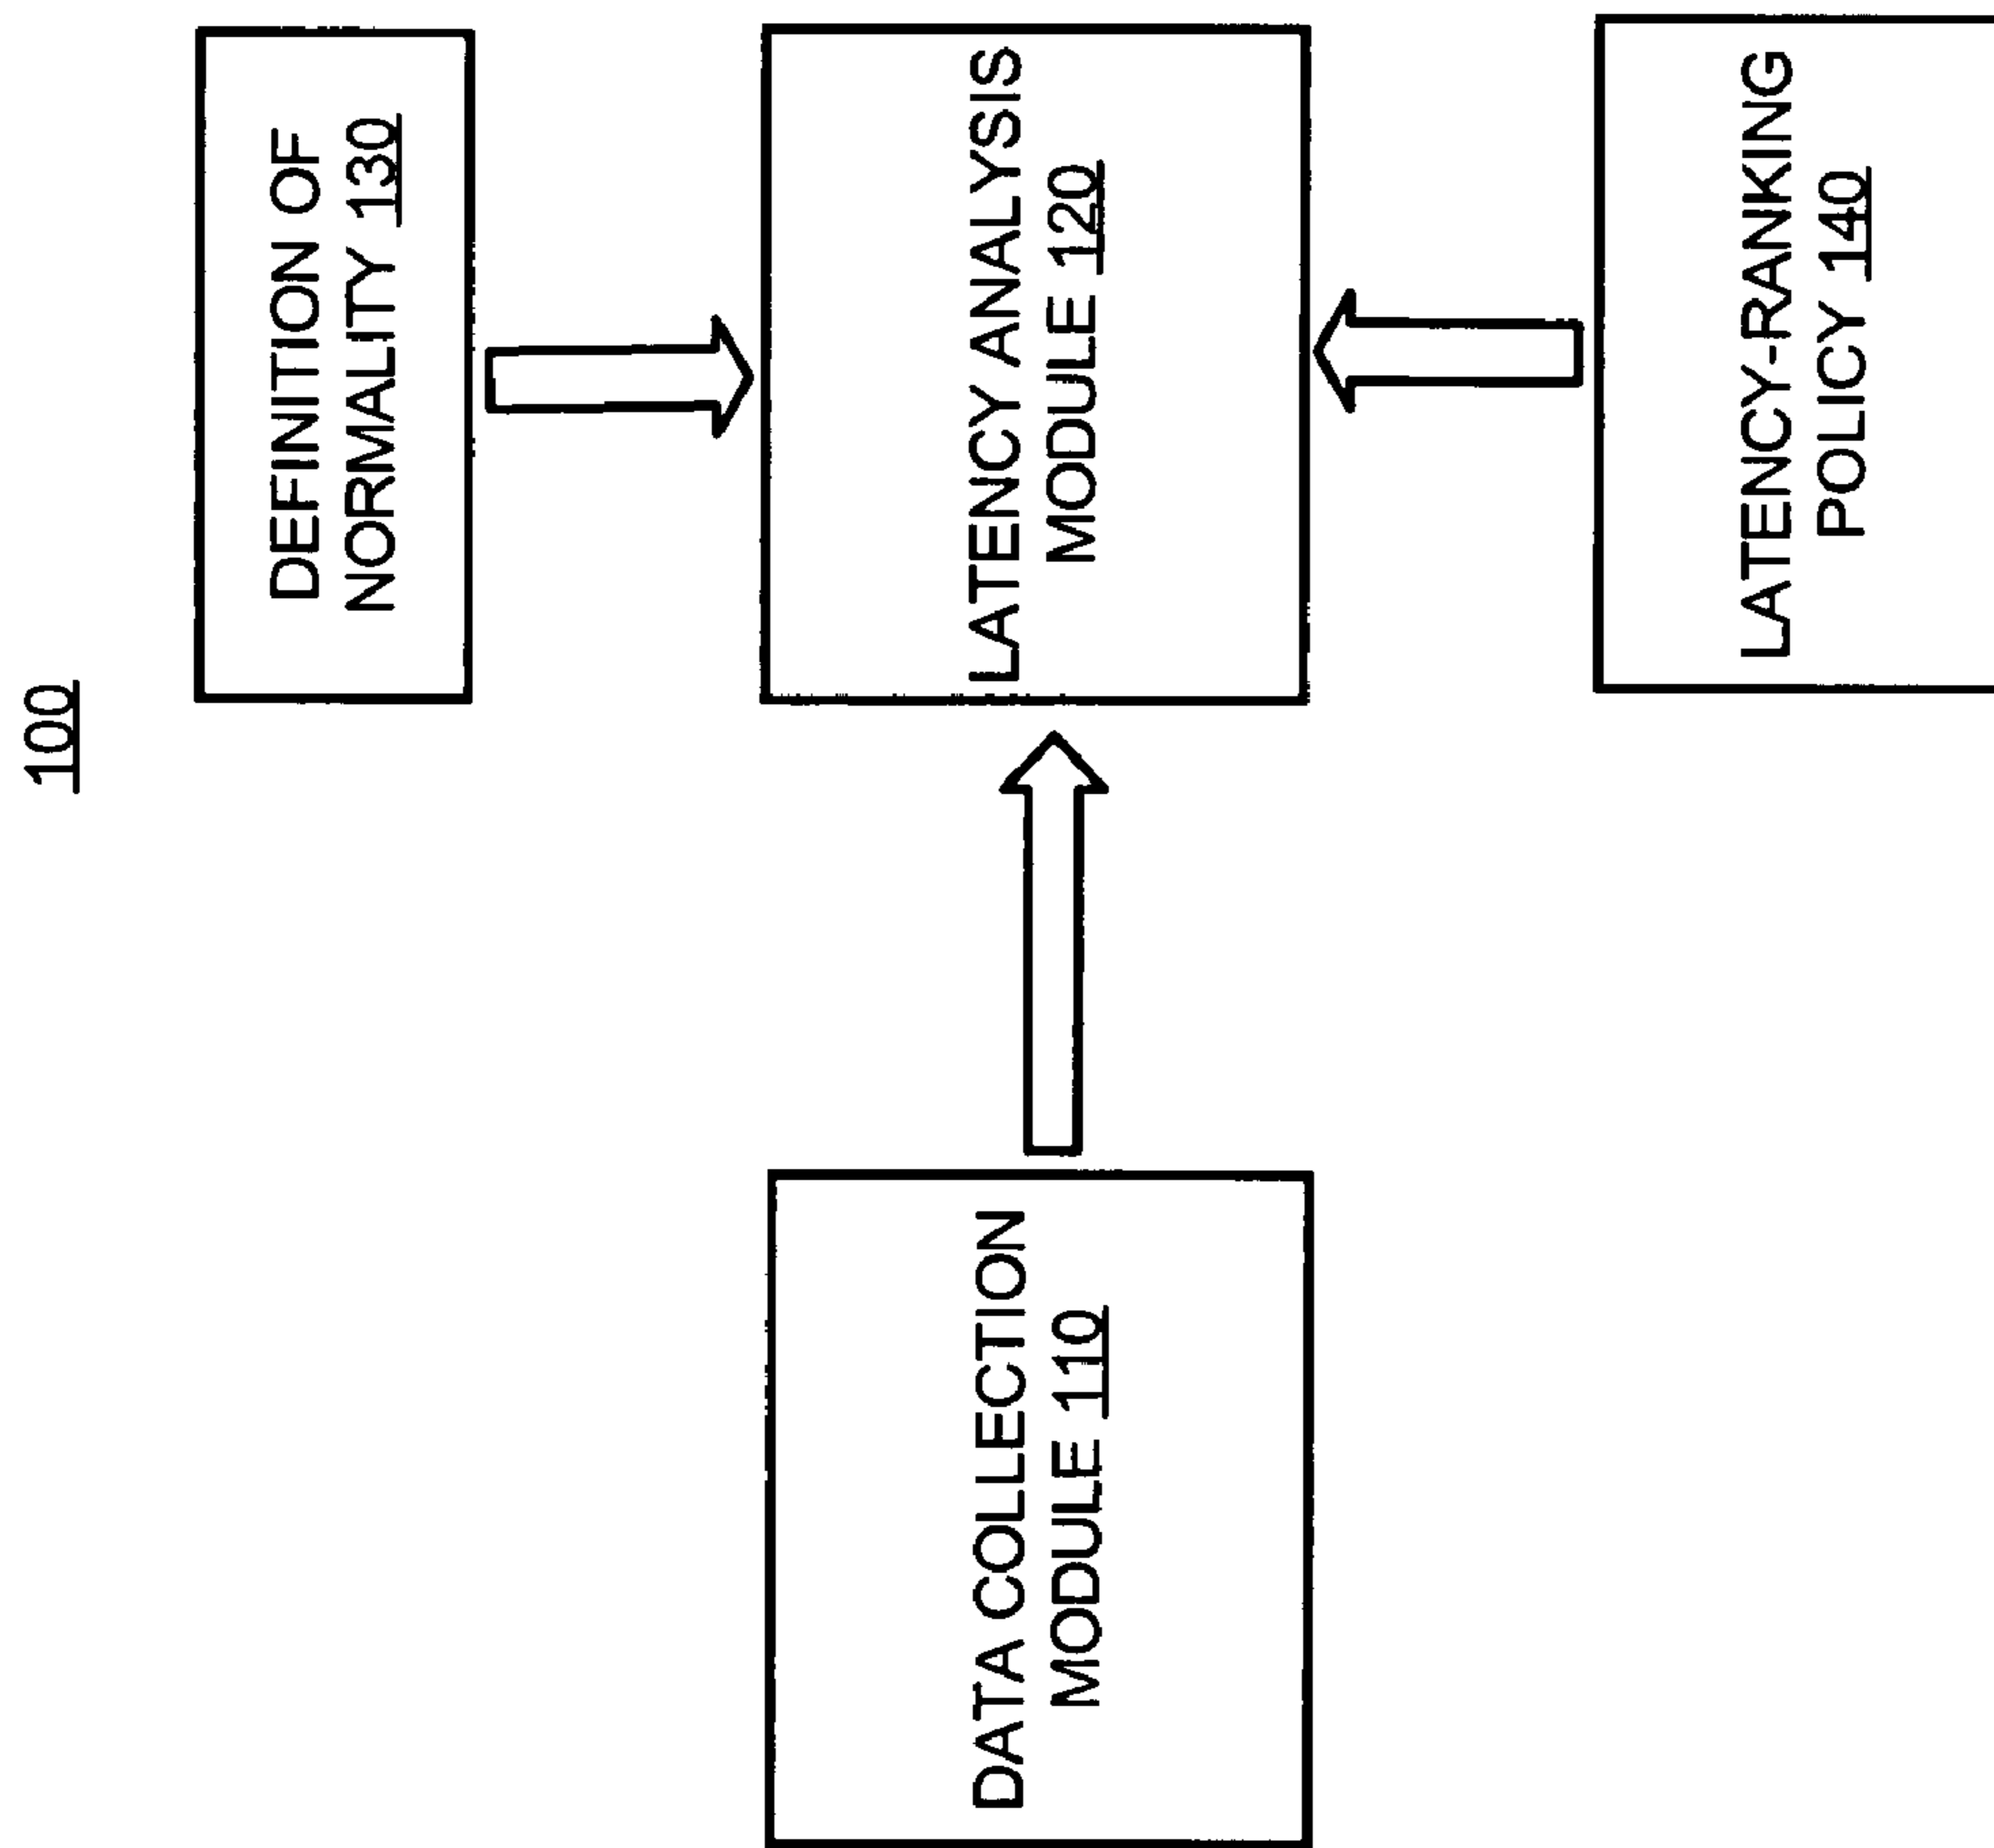 100
DEFINITION OF
NORMALITY 130
LATENCY ANALYSIS
MODULE 120
LATENCY-RANKING
POLICY 140
DATA COLLECTION
MODULE 110